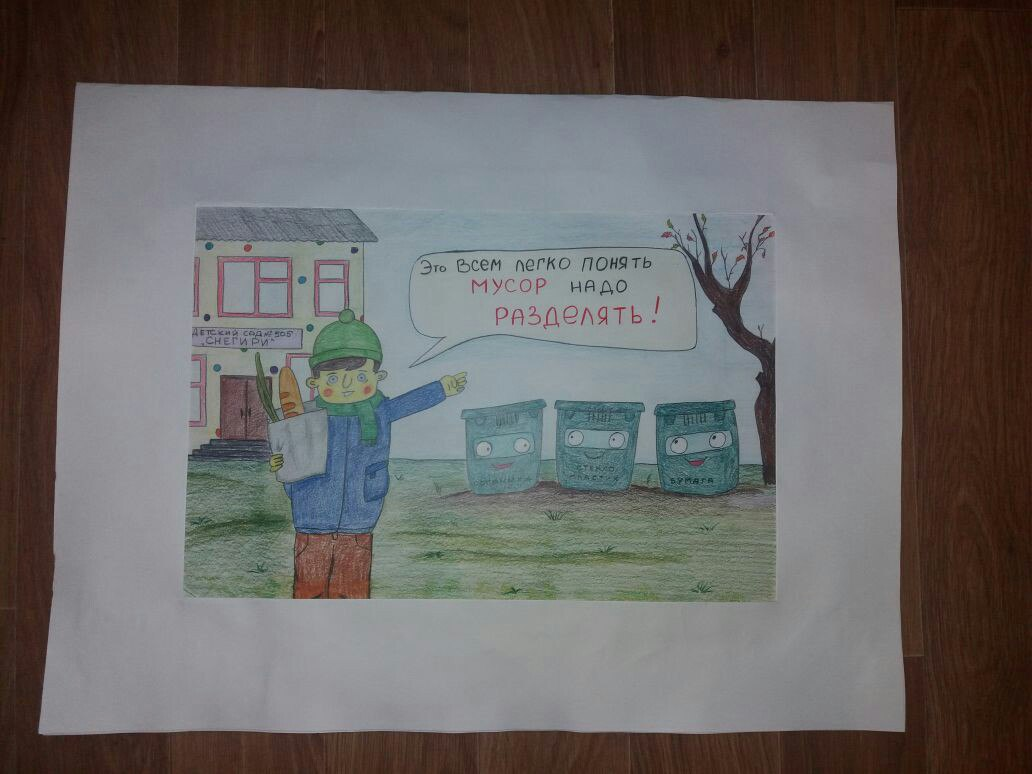 Это всем легко понять
МУСОР надо
РАЗДЕЛЯТЬ!
ДЕТСКИЙ САД №505
"СНЕГИРИ"
СТЕКЛО
ПЛАСТИК
БУМАГА